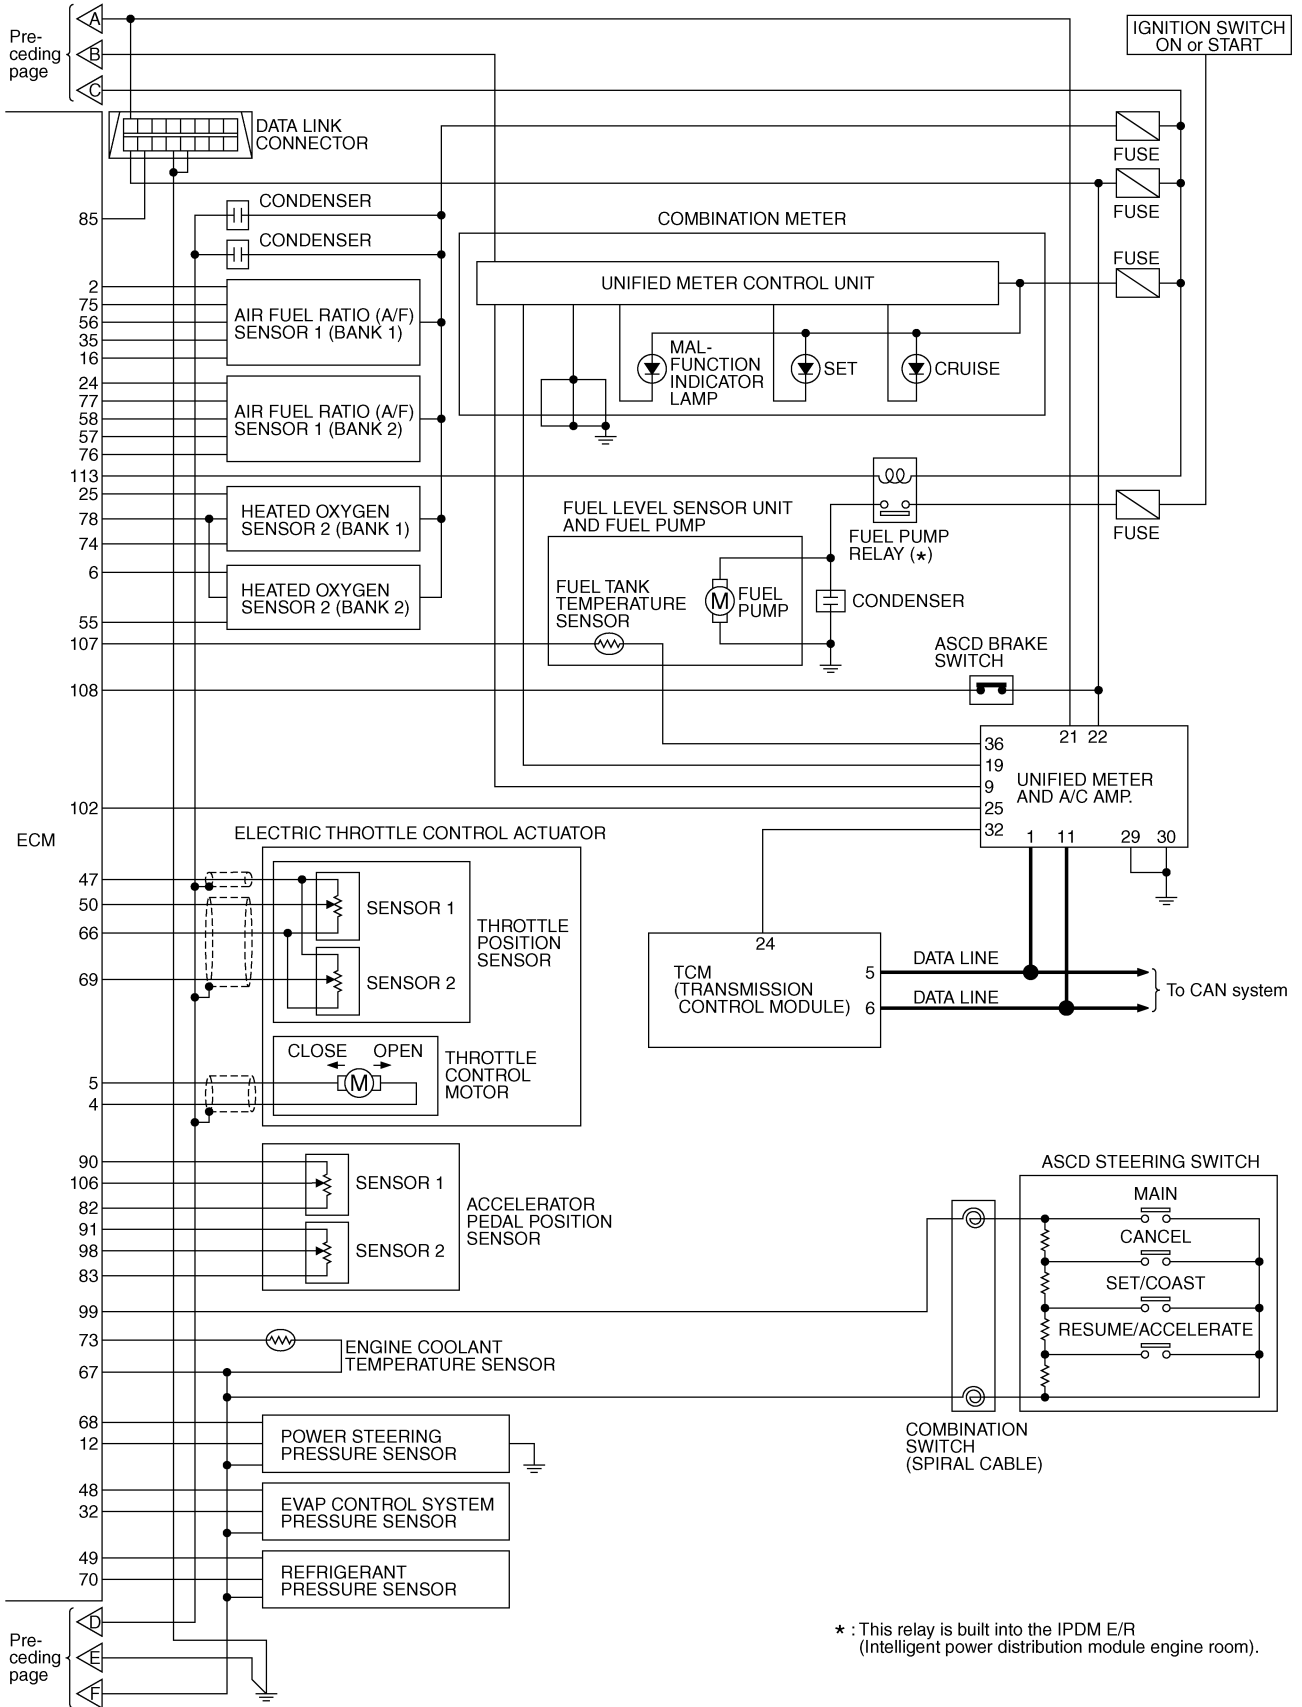 A
Pre-
ceding
page
B
C
IGNITION SWITCH
ON or START
DATA LINK
CONNECTOR
FUSE
FUSE
FUSE
85
CONDENSER
CONDENSER
COMBINATION METER
UNIFIED METER CONTROL UNIT
2
75
56
35
16
AIR FUEL RATIO (A/F)
SENSOR 1 (BANK 1)
MAL-
FUNCTION
INDICATOR
LAMP
SET
CRUISE
24
77
58
57
76
AIR FUEL RATIO (A/F)
SENSOR 1 (BANK 2)
113
25
78
74
HEATED OXYGEN
SENSOR 2 (BANK 1)
6
55
HEATED OXYGEN
SENSOR 2 (BANK 2)
FUEL LEVEL SENSOR UNIT
AND FUEL PUMP
FUEL TANK
TEMPERATURE
SENSOR
M
FUEL
PUMP
FUEL PUMP
RELAY (*)
FUSE
CONDENSER
107
ASCD BRAKE
SWITCH
108
21 22
36
19
9
25
32
UNIFIED METER
AND A/C AMP.
1 11 29 30
102
ECM
ELECTRIC THROTTLE CONTROL ACTUATOR
47
50
66
69
SENSOR 1
SENSOR 2
THROTTLE
POSITION
SENSOR
24
TCM
(TRANSMISSION
CONTROL MODULE)
5
6
DATA LINE
DATA LINE
To CAN system
CLOSE OPEN
M
THROTTLE
CONTROL
MOTOR
5
4
90
106
82
91
98
83
SENSOR 1
SENSOR 2
ACCELERATOR
PEDAL POSITION
SENSOR
ASCD STEERING SWITCH
MAIN
CANCEL
SET/COAST
RESUME/ACCELERATE
99
73
67
ENGINE COOLANT
TEMPERATURE SENSOR
COMBINATION
SWITCH
(SPIRAL CABLE)
68
12
POWER STEERING
PRESSURE SENSOR
48
32
EVAP CONTROL SYSTEM
PRESSURE SENSOR
49
70
REFRIGERANT
PRESSURE SENSOR
D
Pre-
ceding
page
E
F
* : This relay is built into the IPDM E/R
(Intelligent power distribution module engine room).